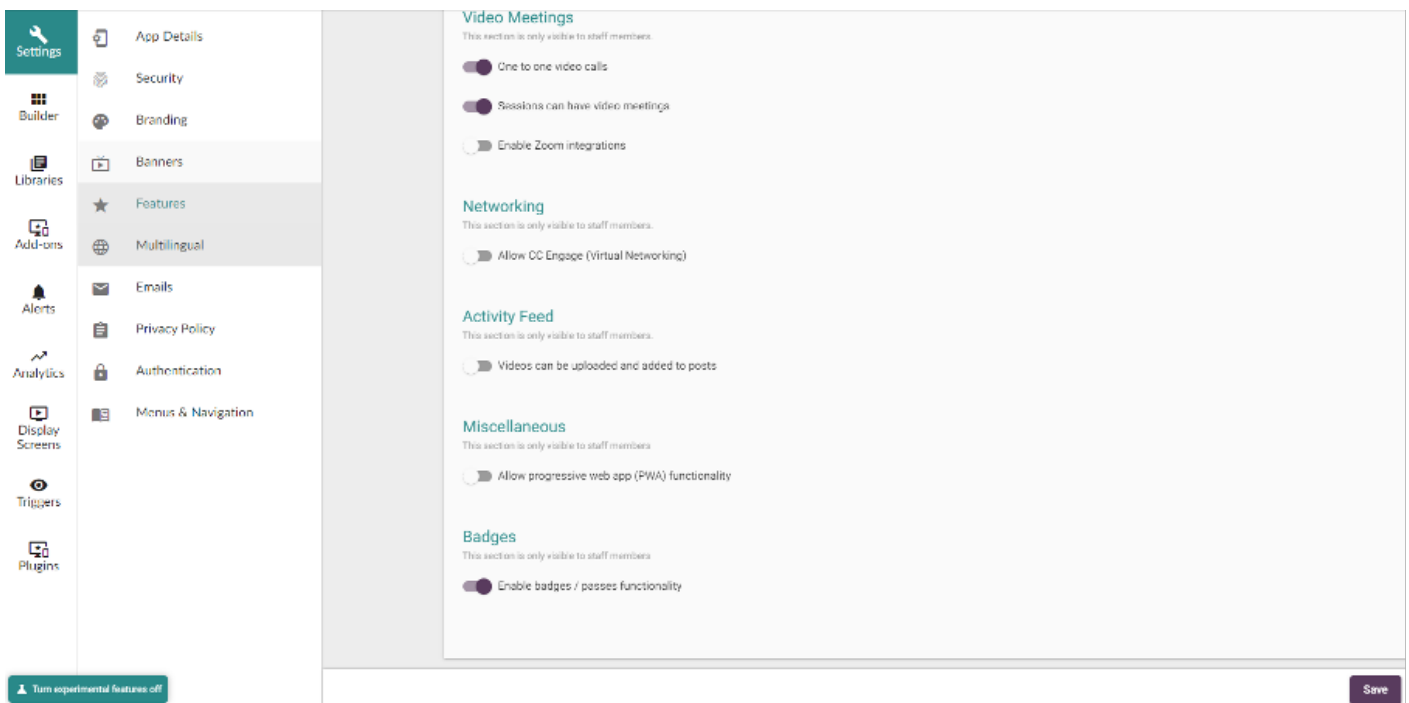 Settings
Builder
Libraries
Add-ons
Alerts
Analytics
Display
Screens
Triggers
Plugins
Turn experimental features off
App Details
Security
Branding
Banners
Features
Multilingual
Emails
Privacy Policy
Authentication
Menus & Navigation
Video Meetings
This section is only visible to staff members.
One to one video calls
Sessions can have video meetings
Enable Zoom integrations
Networking
This section is only visible to staff members.
Allow CC Engage (Virtual Networking)
Activity Feed
This section is only visible to staff members.
Videos can be uploaded and added to posts
Miscellaneous
This section is only visible to staff members
Allow progressive web app (PWA) functionality
Badges
This section is only visible to staff members
Enable badges / passes functionality
Save